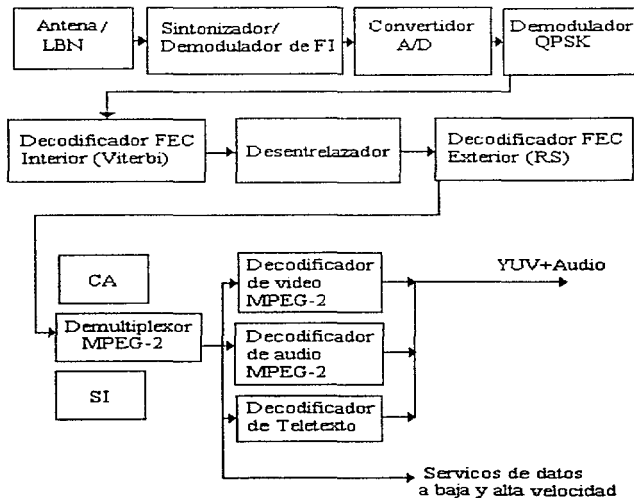 Antena/
LBN
Sintonizador/
Demodulador de FI
Convertidor
A/D
Demodulador
QPSK
Decodificador FEC
Interior (Viterbi)
Desentrelazador
Decodificador FEC
Exterior (RS)
CA
Demultiplexor
MPEG-2
SI
Decodificador
de video
MPEG-2
Decodificador
de audio
MPEG-2
Decodificador
de Teletexto
YUV+Audio
Servicos de datos
a baja y alta velocidad